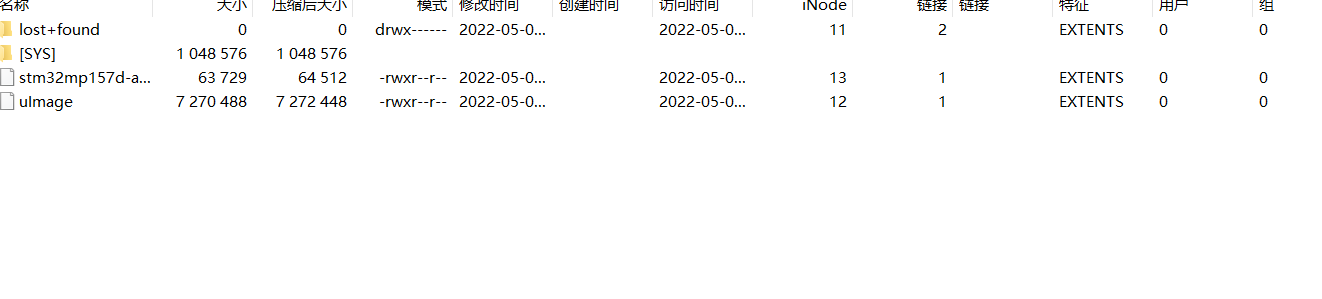 名称 大小 压缩后大小 模式 修改时间 创建时间 访问时间 iNode 链接 链接 特征 用户 组
lost+found 0 0 drwx------ 2022-05-0... 2022-05-0... 11 2 EXTENTS 0 0
[SYS] 1 048 576 1 048 576
stm32mp157d-a... 63 729 64 512 -rwxr--r-- 2022-05-0... 2022-05-0... 13 1 EXTENTS 0 0
uImage 7 270 488 7 272 448 -rwxr--r-- 2022-05-0... 2022-05-0... 12 1 EXTENTS 0 0